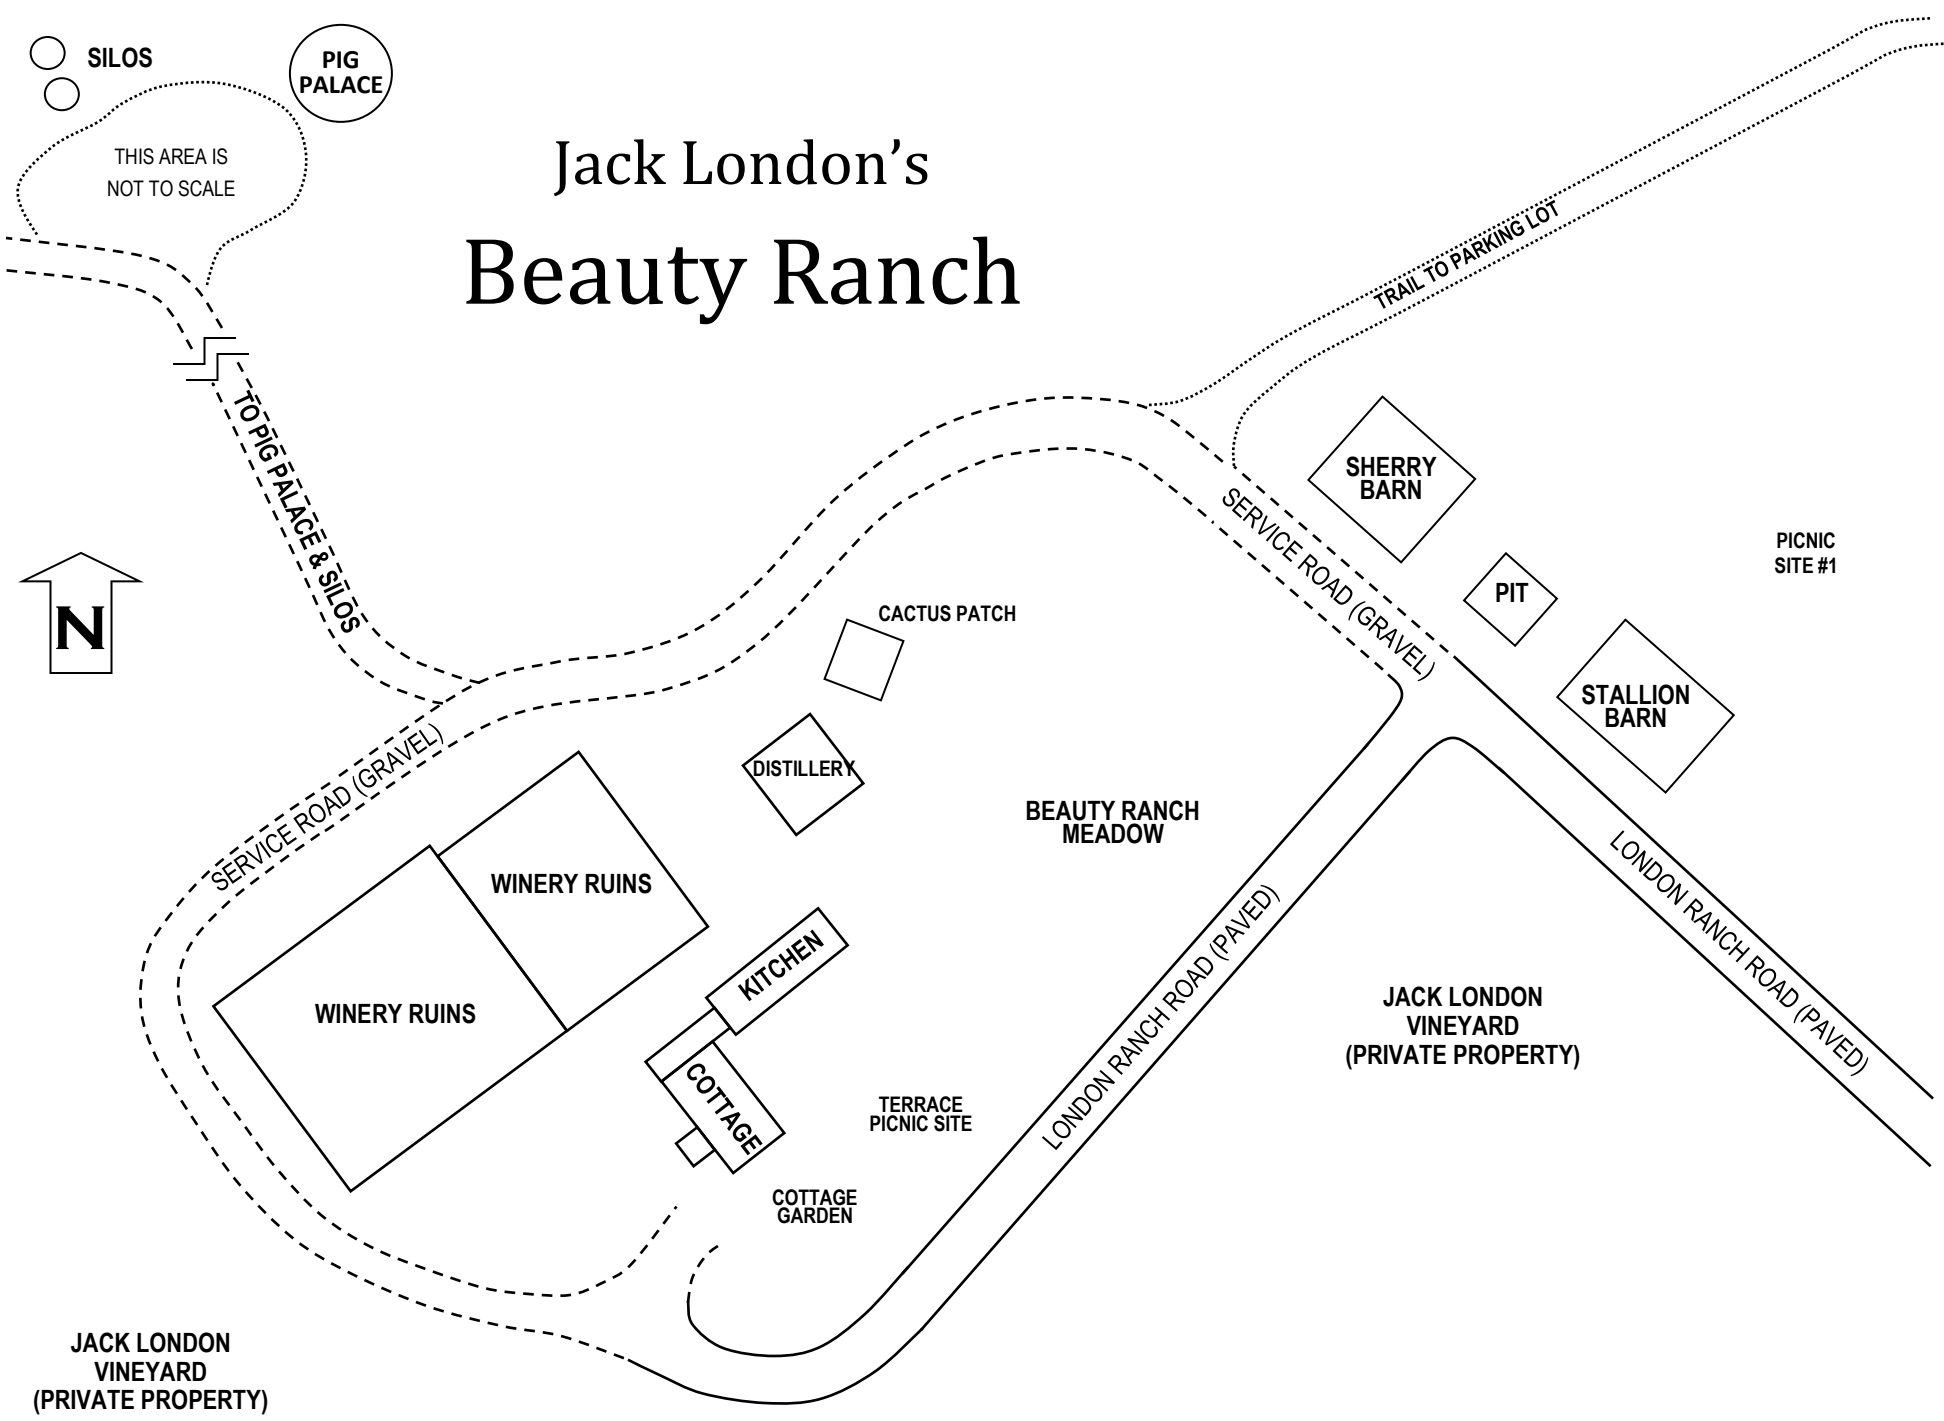 SILOS
PIG
PALACE
THIS AREA IS
NOT TO SCALE
Jack London’s
Beauty Ranch
TRAIL TO PARKING LOT
TO PIG PALACE & SILOS
SHERRY
BARN
SERVICE ROAD (GRAVEL)
PICNIC
SITE #1
PIT
N
CACTUS PATCH
STALLION
BARN
SERVICE ROAD (GRAVEL)
DISTILLERY
BEAUTY RANCH
MEADOW
WINERY RUINS
LONDON RANCH ROAD (PAVED)
KITCHEN
WINERY RUINS
LONDON RANCH ROAD (PAVED)
JACK LONDON
VINEYARD
(PRIVATE PROPERTY)
COTTAGE
TERRACE
PICNIC SITE
COTTAGE
GARDEN
JACK LONDON
VINEYARD
(PRIVATE PROPERTY)